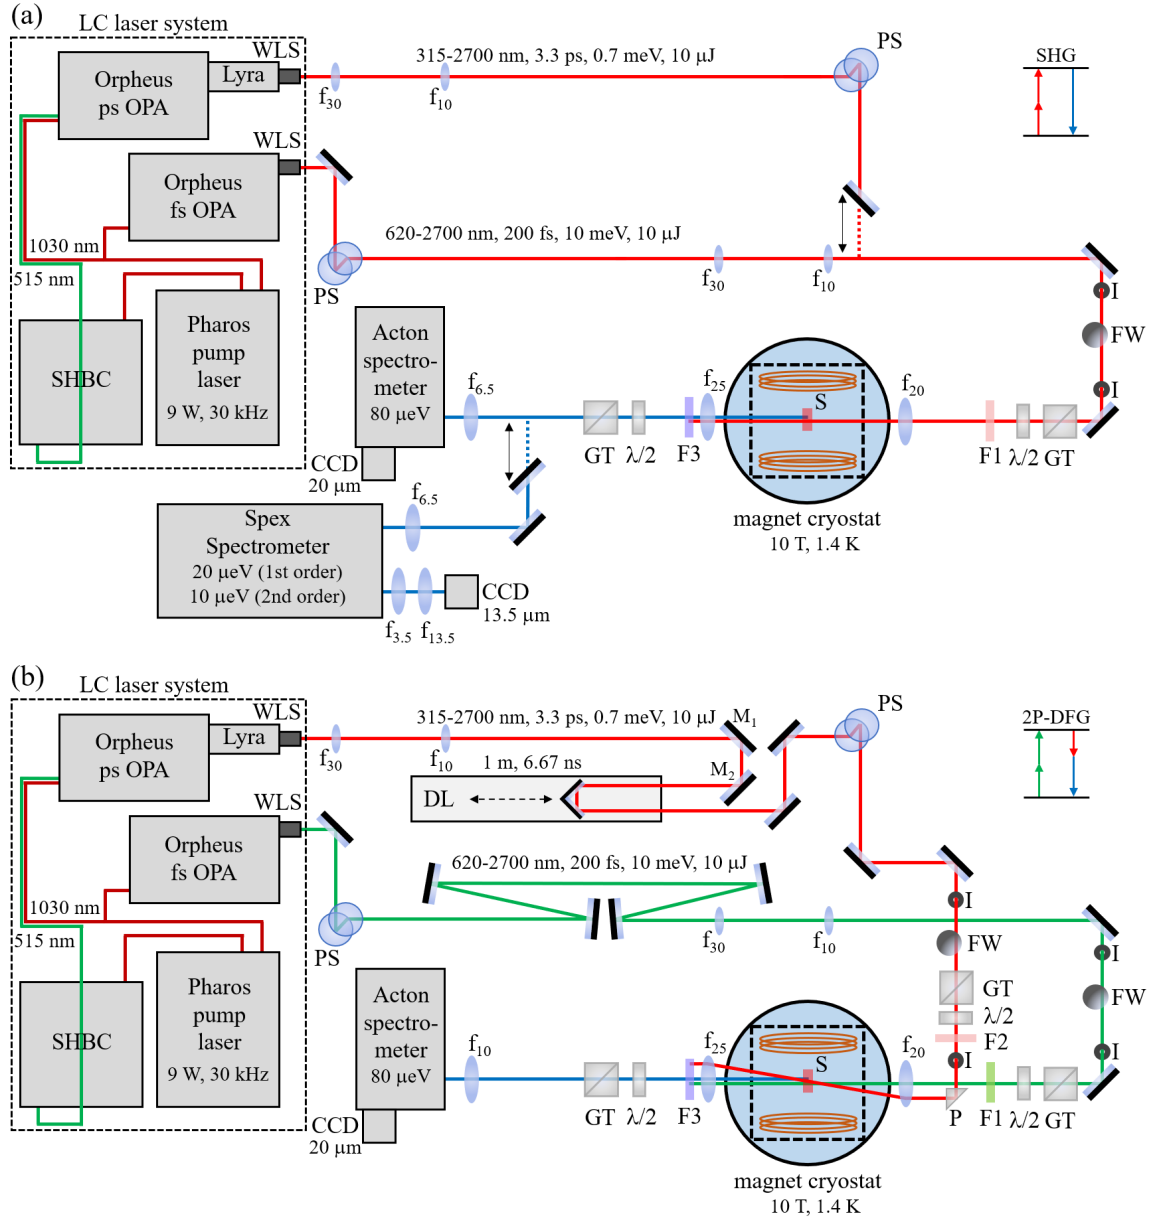 (a)
LC laser system
WLS
Orpheus
ps OPA
Lyra
315-2700 nm, 3.3 ps, 0.7 meV, 10 μJ
f30
f10
PS
SHG
WLS
Orpheus
fs OPA
1030 nm
515 nm
620-2700 nm, 200 fs, 10 meV, 10 μJ
PS
f30
f10
I
FW
I
SHBC
Pharos
pump
laser
9 W, 30 kHz
Acton
spectro-
meter
80 μeV
f6.5
f25
S
f20
GT
λ/2
F3
F1
λ/2
GT
CCD
20 μm
magnet cryostat
10 T, 1.4 K
f6.5
Spex
Spectrometer
20 μeV (1st order)
10 μeV (2nd order)
CCD
13.5 μm
f3.5
f13.5
(b)
LC laser system
WLS
Orpheus
ps OPA
Lyra
315-2700 nm, 3.3 ps, 0.7 meV, 10 μJ
M1
f30
f10
PS
2P-DFG
1 m, 6.67 ns
M2
DL
WLS
Orpheus
fs OPA
1030 nm
515 nm
620-2700 nm, 200 fs, 10 meV, 10 μJ
PS
f30
f10
I
FW
I
FW
GT
λ/2
F2
I
I
SHBC
Pharos
pump
laser
9 W, 30 kHz
Acton
spectro-
meter
80 μeV
f10
f25
S
f20
GT
λ/2
F3
P
F1
λ/2
GT
CCD
20 μm
magnet cryostat
10 T, 1.4 K